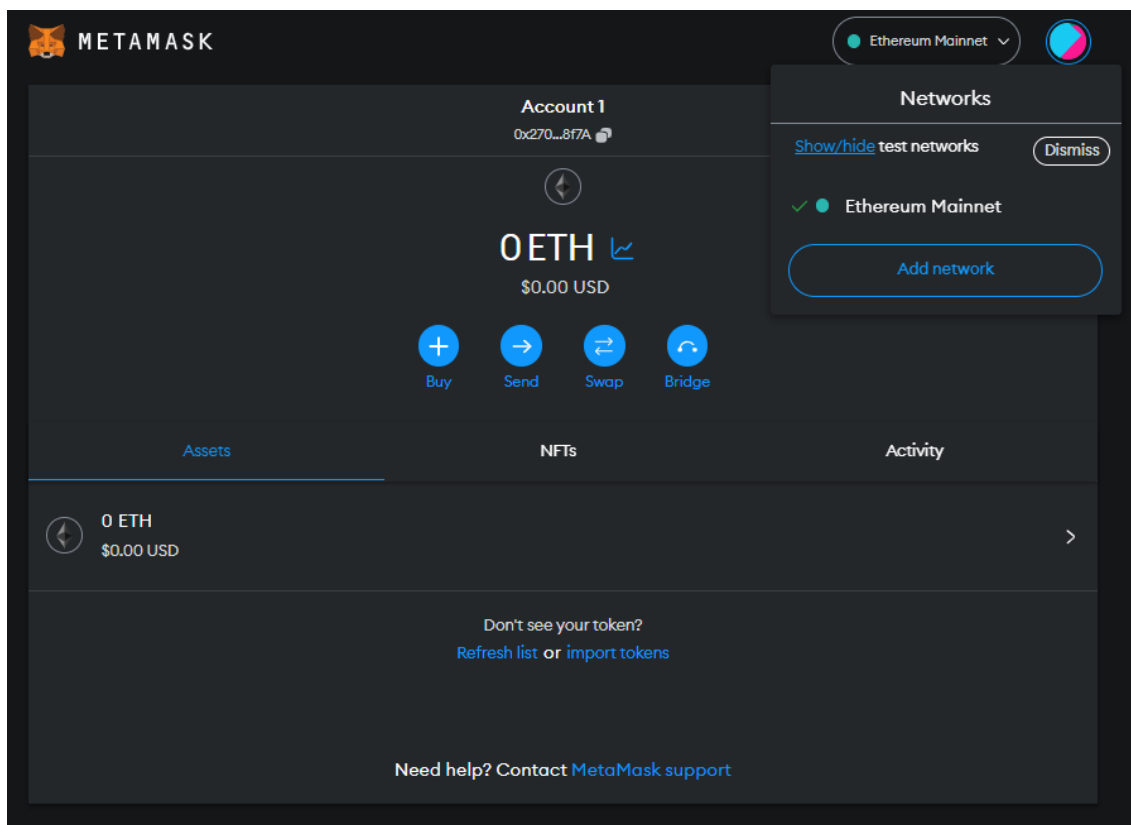 METAMASK
Ethereum Mainnet
Account 1
0x270...8f7A
Networks
Show/hide test networks
Dismiss
Ethereum Mainnet
Add network
0 ETH
$0.00 USD
Buy
Send
Swap
Bridge
Assets
NFTs
Activity
0 ETH
$0.00 USD
Don't see your token?
Refresh list or import tokens
Need help? Contact MetaMask support